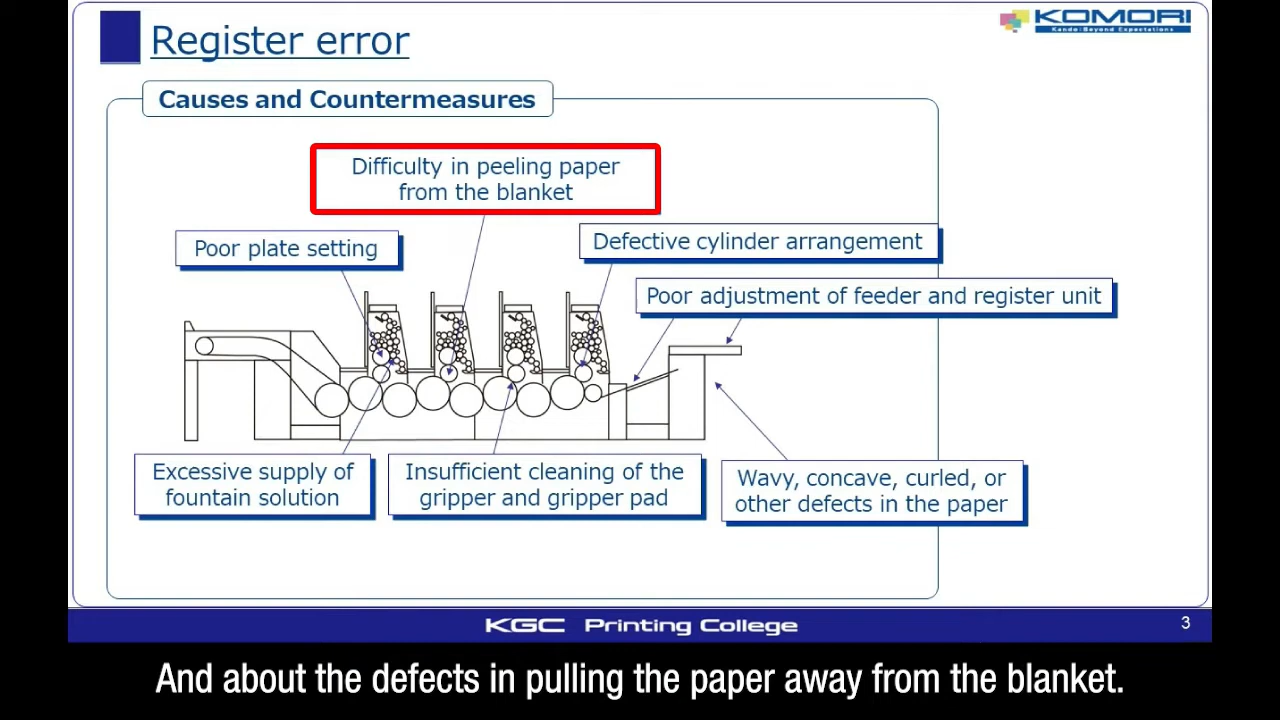 Register error
KOMORI
Kando: Beyond Expectations
Causes and Countermeasures
Difficulty in peeling paper
from the blanket
Poor plate setting
Defective cylinder arrangement
Poor adjustment of feeder and register unit
Excessive supply of
fountain solution
Insufficient cleaning of the
gripper and gripper pad
Wavy, concave, curled, or
other defects in the paper
KGC Printing College
3
And about the defects in pulling the paper away from the blanket.